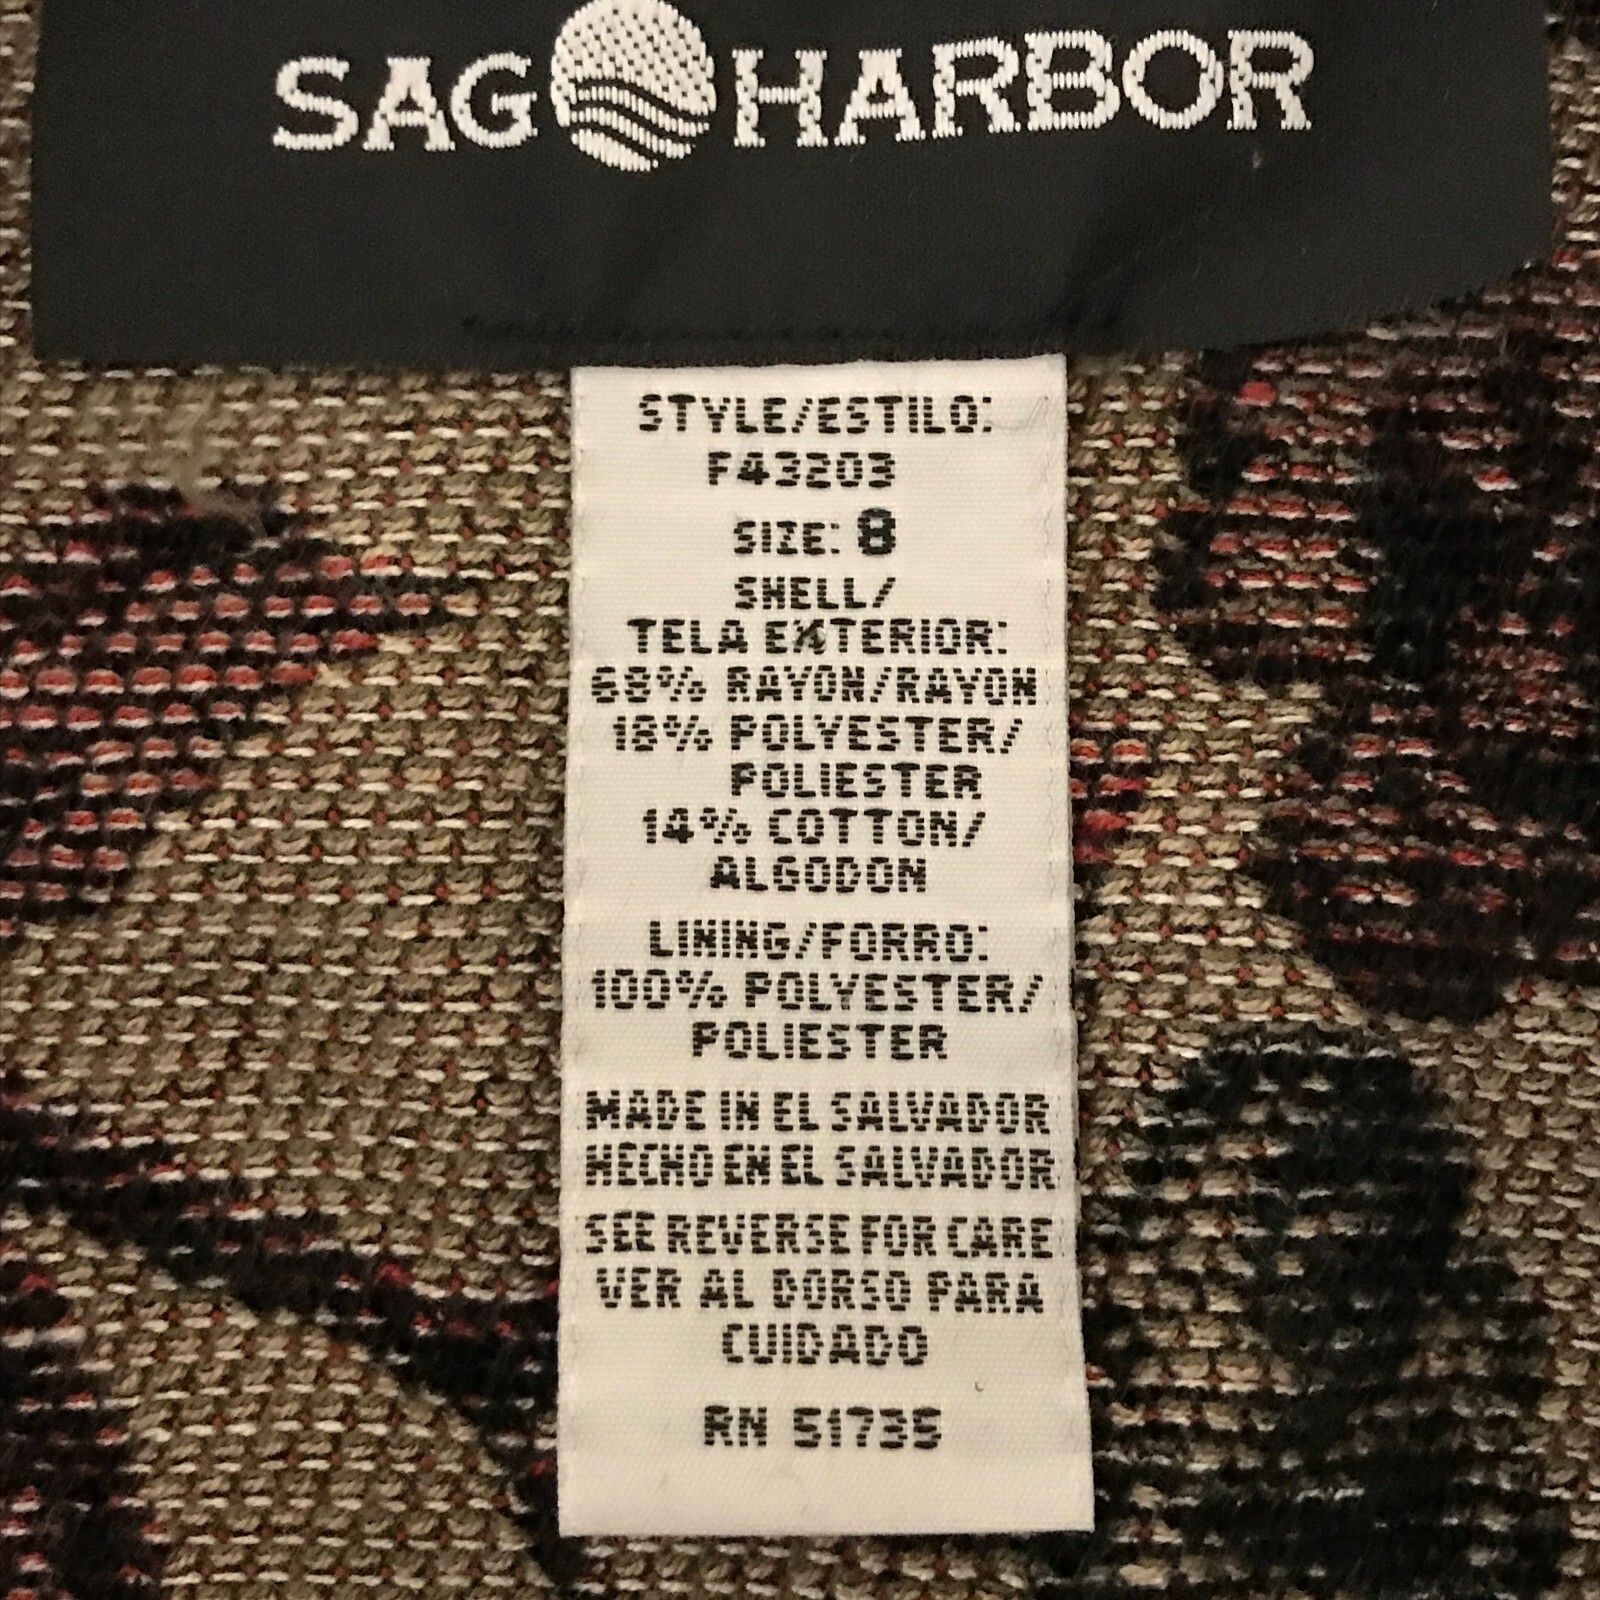 SAG HARBOR
STYLE/ESTILO:
F43203
SIZE: 8
SHELL/
TELA EXTERIOR:
68% RAYON/RAYON
18% POLYESTER/
POLIESTER
14% COTTON/
ALGODON
LINING/FORRO:
100% POLYESTER/
POLIESTER
MADE IN EL SALVADOR
HECHO EN EL SALVADOR
SEE REVERSE FOR CARE
VER AL DORSO PARA
CUIDADO
RN 51735